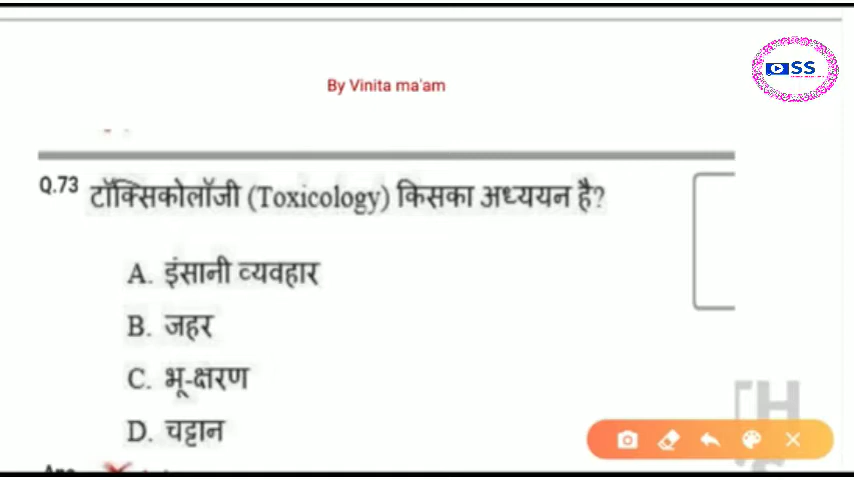 SS
By Vinita ma'am
Q.73 टॉक्सिकोलॉजी (Toxicology) किसका अध्ययन है?
A. इंसानी व्यवहार
B. जहर
C. भू-क्षरण
D. चट्टान